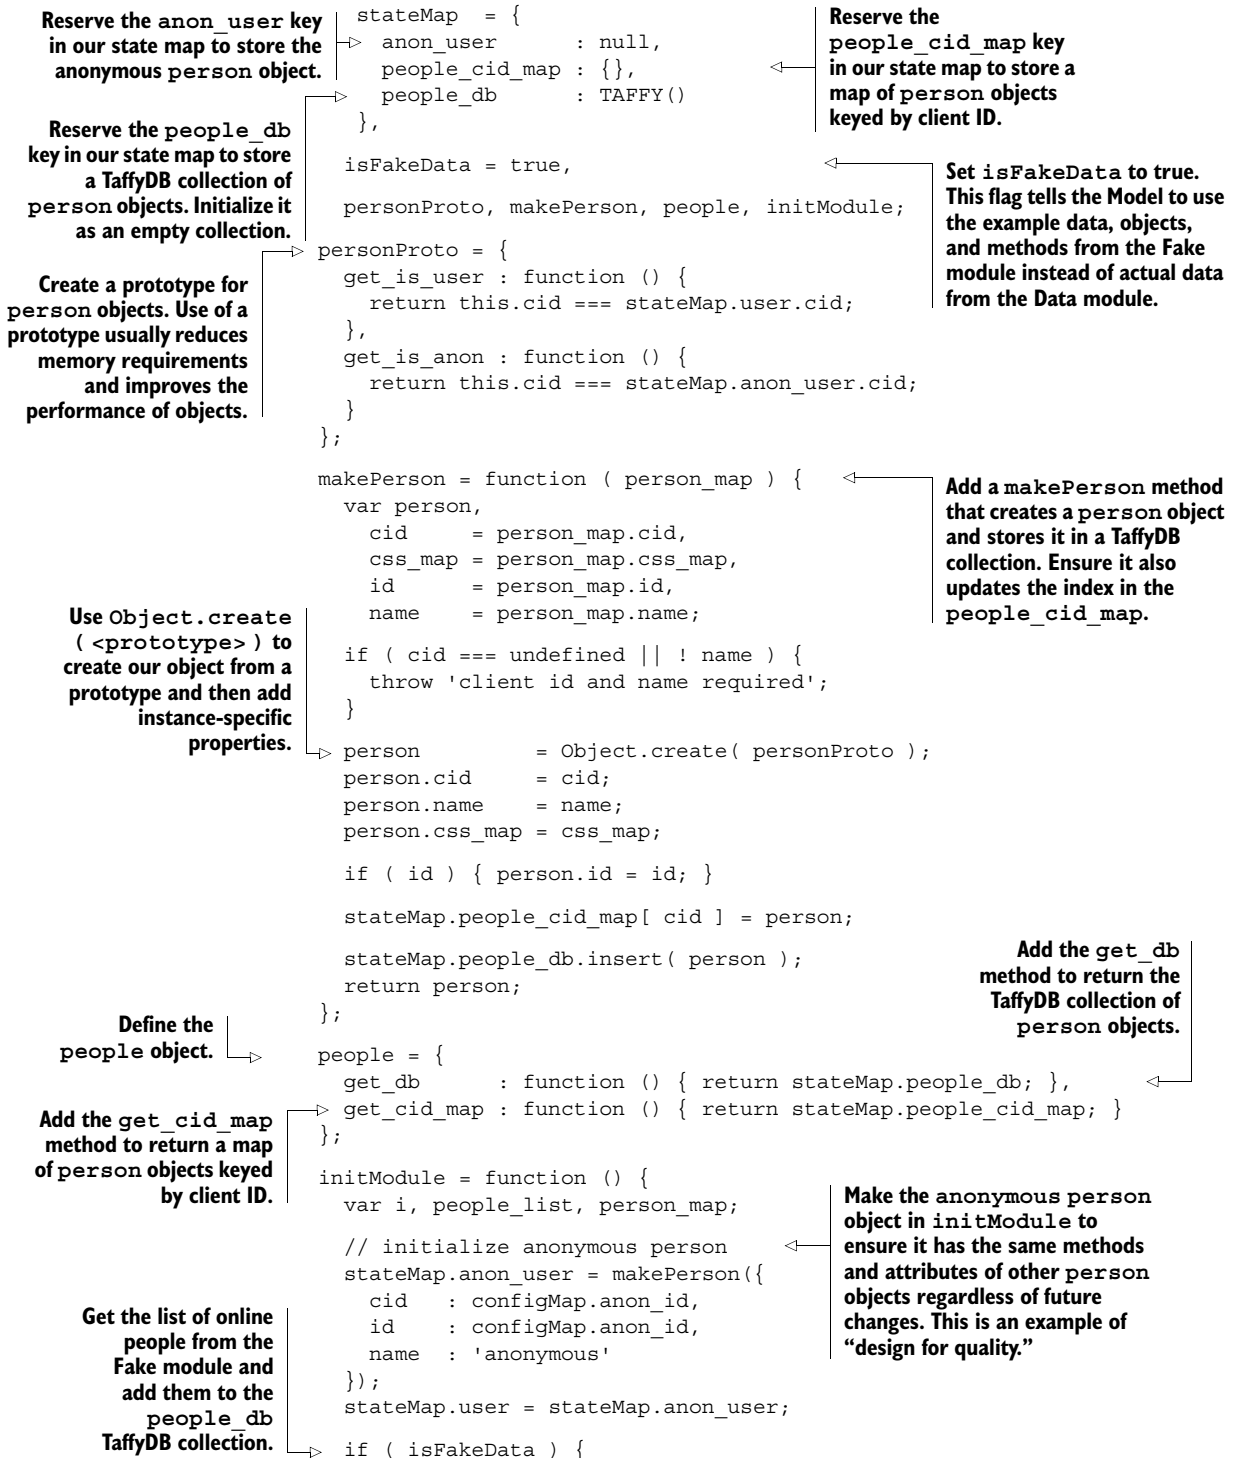 Reserve the anon_user key
in our state map to store the
anonymous person object.
stateMap  = {
  anon_user      : null,
  people_cid_map : {},
  people_db      : TAFFY()
},
Reserve the
people_cid_map key
in our state map to store a
map of person objects
keyed by client ID.
Reserve the people_db
key in our state map to store
a TaffyDB collection of
person objects. Initialize it
as an empty collection.
isFakeData = true,
Set isFakeData to true.
This flag tells the Model to use
the example data, objects,
and methods from the Fake
module instead of actual data
from the Data module.
personProto, makePerson, people, initModule;
personProto = {
  get_is_user : function () {
    return this.cid === stateMap.user.cid;
  },
  get_is_anon : function () {
    return this.cid === stateMap.anon_user.cid;
  }
};
Create a prototype for
person objects. Use of a
prototype usually reduces
memory requirements
and improves the
performance of objects.
makePerson = function ( person_map ) {
  var person,
    cid     = person_map.cid,
    css_map = person_map.css_map,
    id      = person_map.id,
    name    = person_map.name;
Add a makePerson method
that creates a person object
and stores it in a TaffyDB
collection. Ensure it also
updates the index in the
people_cid_map.
  if ( cid === undefined || ! name ) {
    throw 'client id and name required';
  }
Use Object.create
( <prototype> ) to
create our object from a
prototype and then add
instance-specific
properties.
  person         = Object.create( personProto );
  person.cid     = cid;
  person.name    = name;
  person.css_map = css_map;
  if ( id ) { person.id = id; }
  stateMap.people_cid_map[ cid ] = person;
  stateMap.people_db.insert( person );
  return person;
};
Add the get_db
method to return the
TaffyDB collection of
person objects.
Define the
people object.
people = {
  get_db      : function () { return stateMap.people_db; },
  get_cid_map : function () { return stateMap.people_cid_map; }
};
Add the get_cid_map
method to return a map
of person objects keyed
by client ID.
initModule = function () {
  var i, people_list, person_map;
  // initialize anonymous person
  stateMap.anon_user = makePerson({
    cid   : configMap.anon_id,
    id    : configMap.anon_id,
    name  : 'anonymous'
  });
  stateMap.user = stateMap.anon_user;
Make the anonymous person
object in initModule to
ensure it has the same methods
and attributes of other person
objects regardless of future
changes. This is an example of
“design for quality.”
Get the list of online
people from the
Fake module and
add them to the
people_db
TaffyDB collection.
  if ( isFakeData ) {